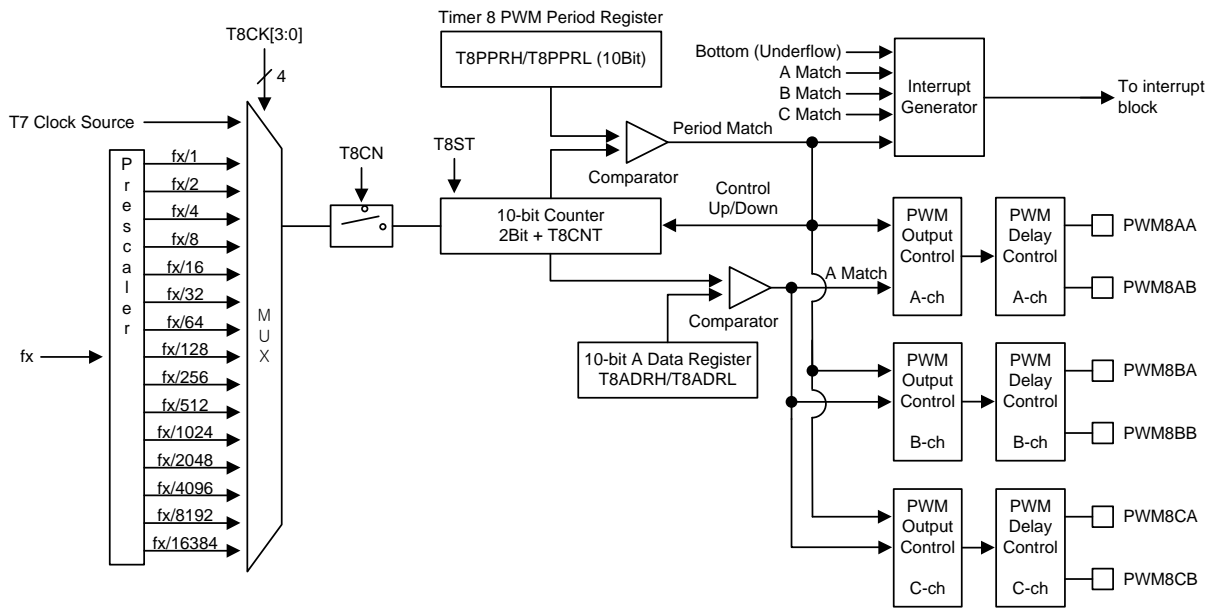 Timer 8 PWM Period Register
T8CK[3:0]
T8PPRH/T8PPRL (10Bit)
4
Bottom (Underflow)
A Match
B Match
C Match
Interrupt
Generator
To interrupt
block
T7 Clock Source
Period Match
Comparator
T8CN
T8ST
Prescaler
fx/1
fx/2
fx/4
fx/8
fx/16
fx/32
fx/64
fx/128
fx/256
fx/512
fx/1024
fx/2048
fx/4096
fx/8192
fx/16384
fx
MUX
10-bit Counter
2Bit + T8CNT
Control
Up/Down
A Match
Comparator
10-bit A Data Register
T8ADRH/T8ADRL
PWM
Output
Control
A-ch
PWM
Delay
Control
A-ch
PWM8AA
PWM8AB
PWM
Output
Control
B-ch
PWM
Delay
Control
B-ch
PWM8BA
PWM8BB
PWM
Output
Control
C-ch
PWM
Delay
Control
C-ch
PWM8CA
PWM8CB